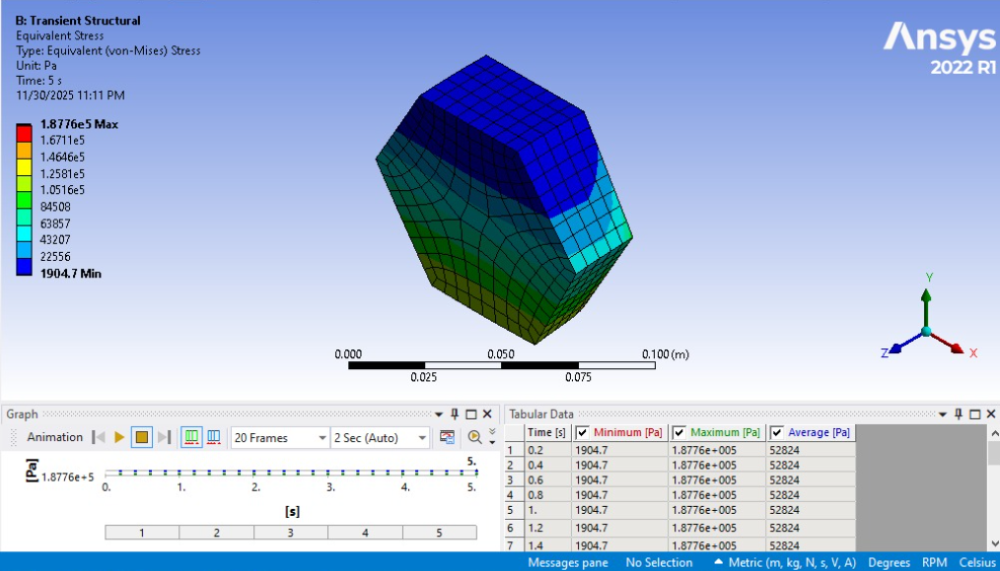 B: Transient Structural
Equivalent Stress
Type: Equivalent (von-Mises) Stress
Unit: Pa
Time: 5 s
11/30/2025 11:11 PM
1.8776e5 Max
1.6711e5
1.4646e5
1.2581e5
1.0516e5
84508
63857
43207
22556
1904.7 Min
Ansys
2022 R1
0.000 0.050 0.100 (m)
0.025 0.075
Y
Z X
Graph
Animation 20 Frames 2 Sec (Auto)
[Pa] 1.8776e+5
5.
0. 1. 2. 3. 4. 5.
[s]
1 2 3 4 5
Tabular Data
Time [s] Minimum [Pa] Maximum [Pa] Average [Pa]
1 0.2 1904.7 1.8776e+005 52824
2 0.4 1904.7 1.8776e+005 52824
3 0.6 1904.7 1.8776e+005 52824
4 0.8 1904.7 1.8776e+005 52824
5 1. 1904.7 1.8776e+005 52824
6 1.2 1904.7 1.8776e+005 52824
7 1.4 1904.7 1.8776e+005 52824
Messages pane No Selection Metric (m, kg, N, s, V, A) Degrees RPM Celsius